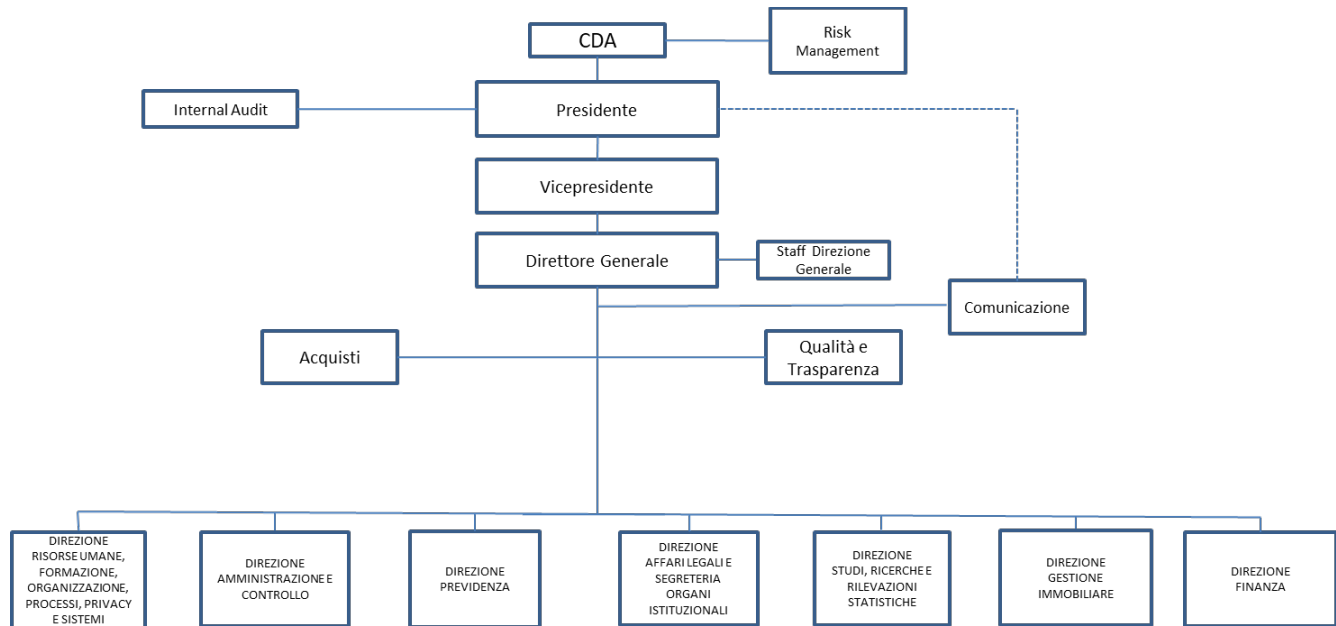 CDA
Risk
Management
Internal Audit
Presidente
Vicepresidente
Direttore Generale
Staff Direzione
Generale
Comunicazione
Acquisti
Qualità e
Trasparenza
DIREZIONE
RISORSE UMANE,
FORMAZIONE,
ORGANIZZAZIONE,
PROCESSI, PRIVACY
E SISTEMI
DIREZIONE
AMMINISTRAZIONE E
CONTROLLO
DIREZIONE
PREVIDENZA
DIREZIONE
AFFARI LEGALI E
SEGRETERIA
ORGANI
ISTITUZIONALI
DIREZIONE
STUDI, RICERCHE E
RILEVAZIONI
STATISTICHE
DIREZIONE
GESTIONE
IMMOBILIARE
DIREZIONE
FINANZA